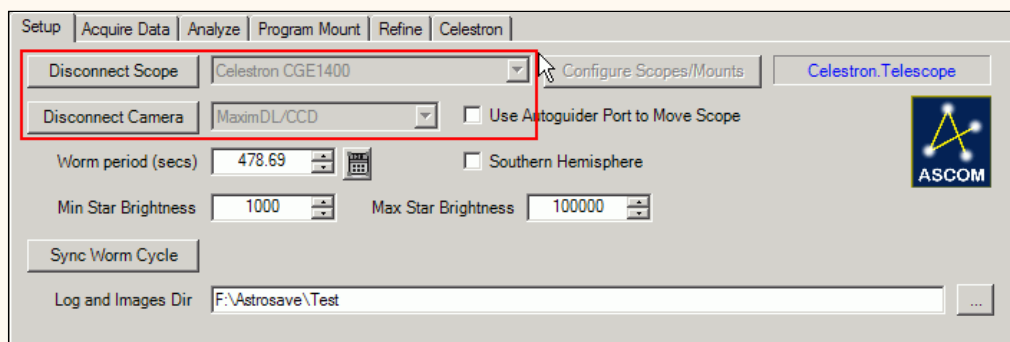 Setup Acquire Data Analyze Program Mount Refine Celestron
Disconnect Scope Celestron CGE1400 Configure Scopes/Mounts Celestron.Telescope
Disconnect Camera MaximDL/CCD Use Autoguider Port to Move Scope
Worm period (secs) 478.69 Southern Hemisphere
ASCOM
Min Star Brightness 1000 Max Star Brightness 100000
Sync Worm Cycle
Log and Images Dir F:\Astrosave\Test ...